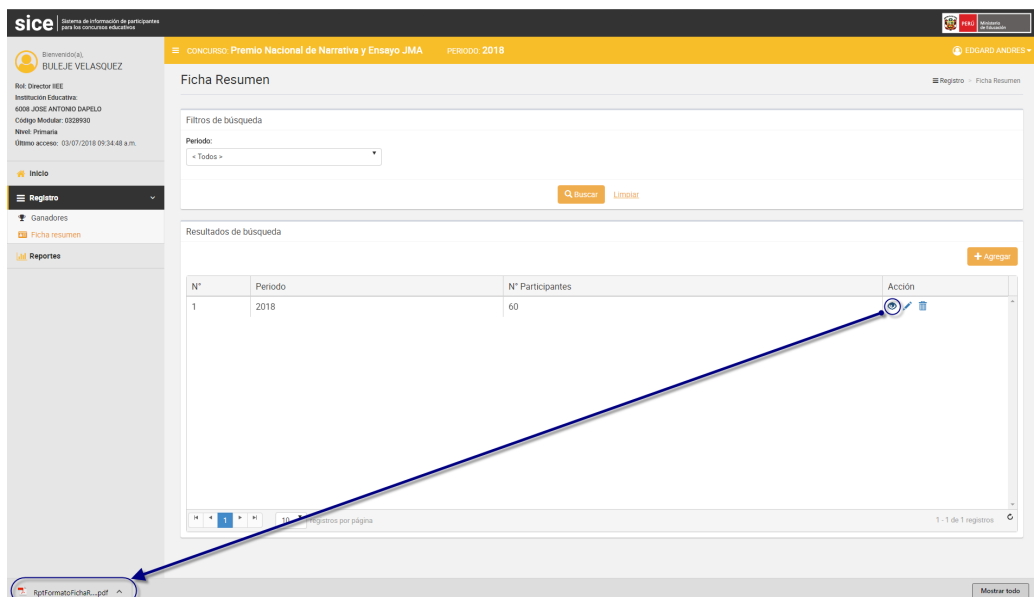 sice Sistema de información de participantes
para los concursos educativos
PERÚ Ministerio
de Educación
Bienvenido(a),
BULEJE VELASQUEZ
Rol: Director IIEE
Institución Educativa:
6008 JOSE ANTONIO DAPELO
Código Modular: 0328930
Nivel: Primaria
Último acceso: 03/07/2018 09:34:48 a.m.
Inicio
Registro
Ganadores
Ficha resumen
Reportes
CONCURSO: Premio Nacional de Narrativa y Ensayo JMA PERIODO: 2018
EDGARD ANDRES
Ficha Resumen
Registro > Ficha Resumen
Filtros de búsqueda
Periodo:
< Todos >
Buscar Limpiar
Resultados de búsqueda
+ Agregar
N° Periodo N° Participantes Acción
1 2018 60
1 10 registros por página 1 - 1 de 1 registros
RptFormatoFichaR....pdf Mostrar todo